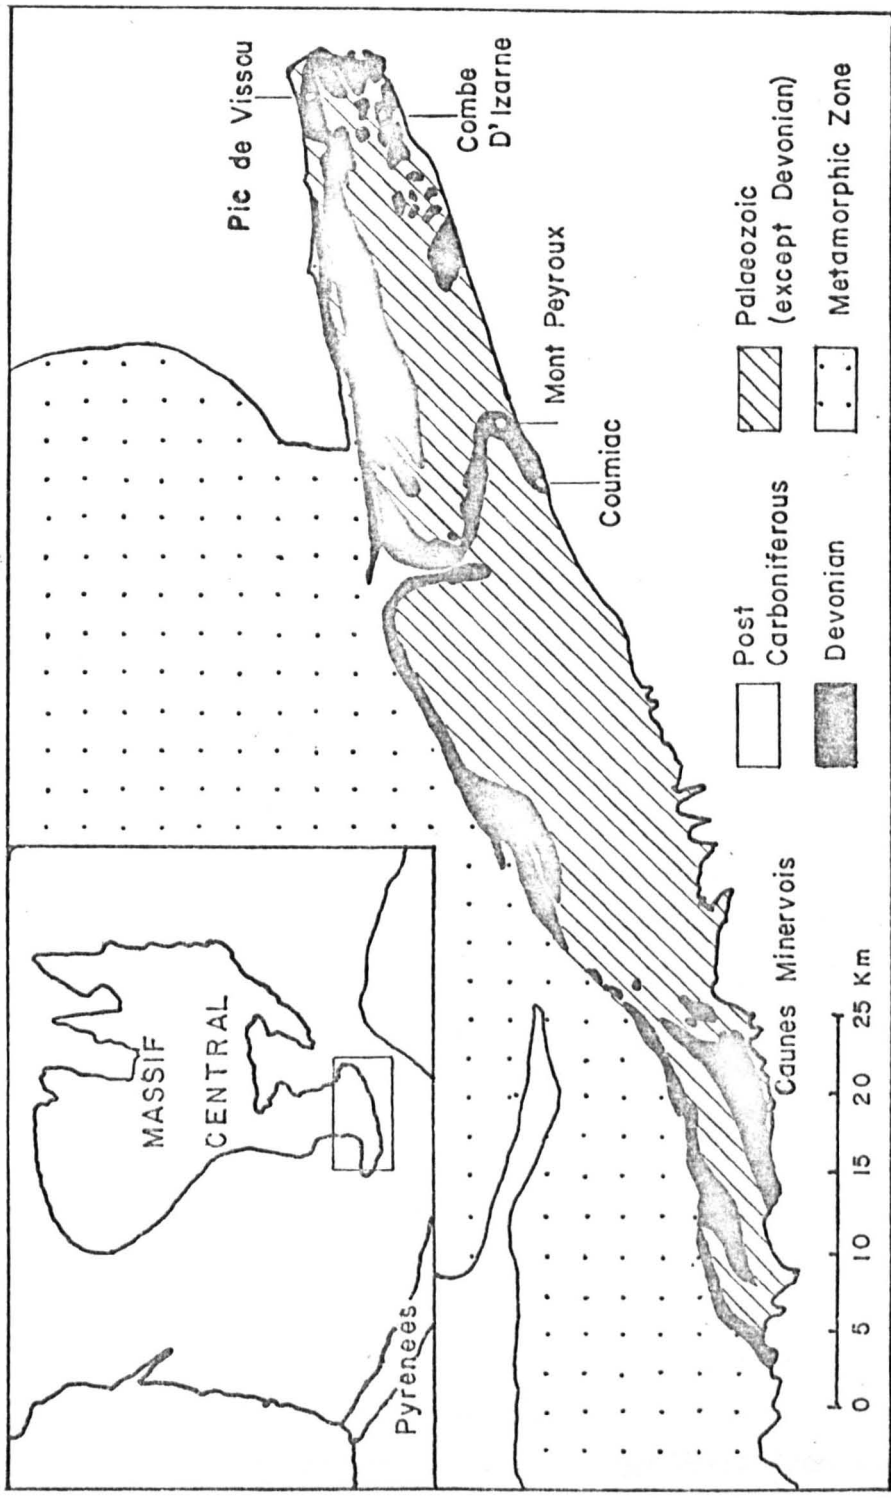 MASSIF
CENTRAL
Pyrenees
Pic de Vissou
Combe
D'Izarne
Mont Peyroux
Coumiac
Caunes Minervois
0 5 10 15 20 25 Km
Post
Carboniferous
Palaeozoic
(except Devonian)
Devonian
Metamorphic Zone